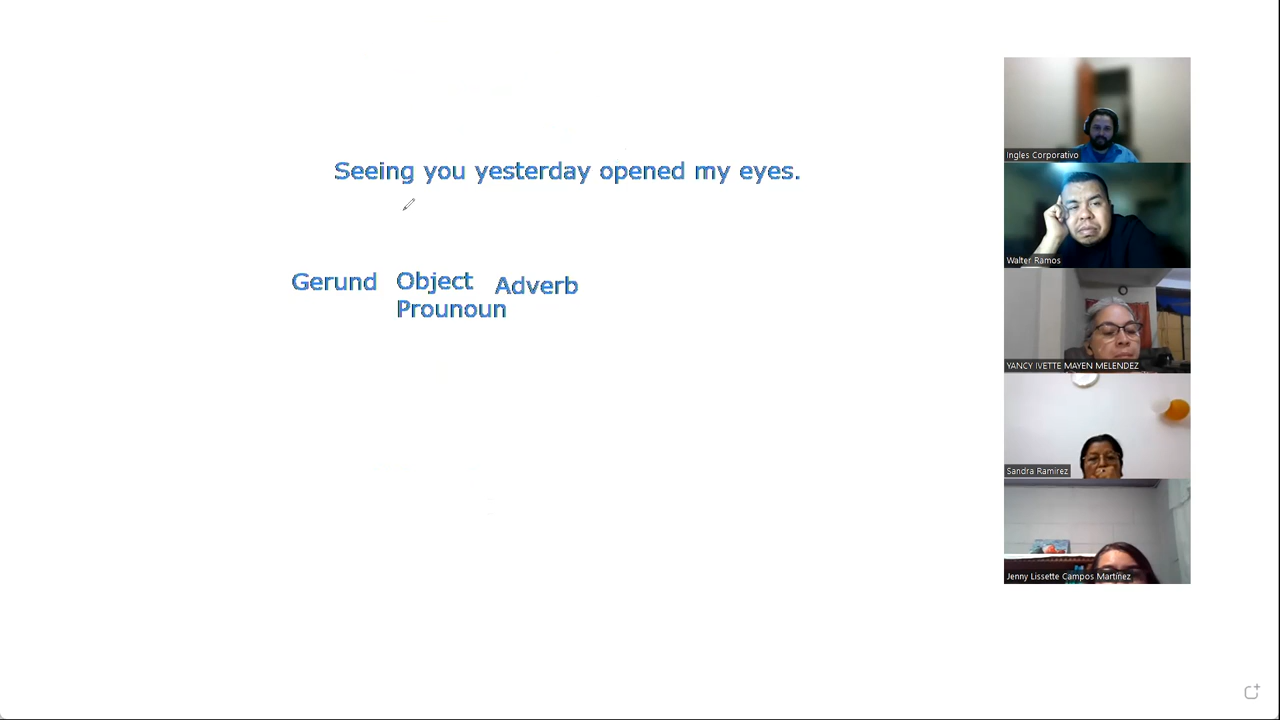 Seeing you yesterday opened my eyes.
Gerund Object Adverb
Prounoun
Ingles Corporativo
Walter Ramos
YANCY IVETTE MAYEN MELENDEZ
Sandra Ramirez
Jenny Lissette Campos Martínez